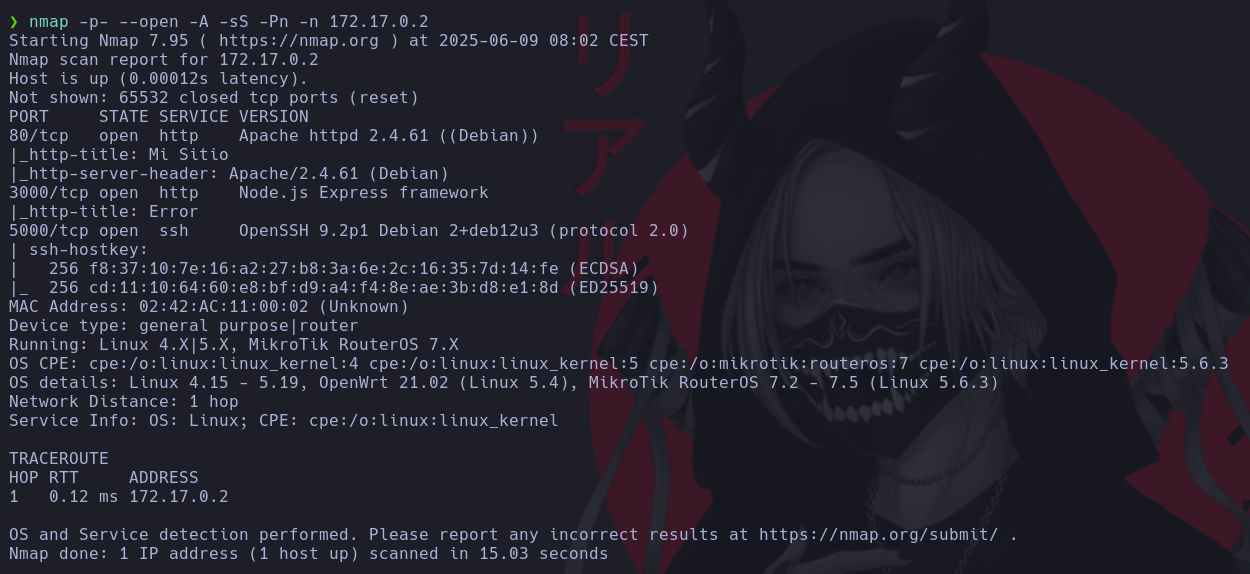 ❯ nmap -p- --open -A -sS -Pn -n 172.17.0.2
Starting Nmap 7.95 ( https://nmap.org ) at 2025-06-09 08:02 CEST
Nmap scan report for 172.17.0.2
Host is up (0.00012s latency).
Not shown: 65532 closed tcp ports (reset)
PORT     STATE SERVICE VERSION
80/tcp   open  http    Apache httpd 2.4.61 ((Debian))
|_http-title: Mi Sitio
|_http-server-header: Apache/2.4.61 (Debian)
3000/tcp open  http    Node.js Express framework
|_http-title: Error
5000/tcp open  ssh     OpenSSH 9.2p1 Debian 2+deb12u3 (protocol 2.0)
| ssh-hostkey:
|   256 f8:37:10:7e:16:a2:27:b8:3a:6e:2c:16:35:7d:14:fe (ECDSA)
|_  256 cd:11:10:64:60:e8:bf:d9:a4:f4:8e:ae:3b:d8:e1:8d (ED25519)
MAC Address: 02:42:AC:11:00:02 (Unknown)
Device type: general purpose|router
Running: Linux 4.X|5.X, MikroTik RouterOS 7.X
OS CPE: cpe:/o:linux:linux_kernel:4 cpe:/o:linux:linux_kernel:5 cpe:/o:mikrotik:routeros:7 cpe:/o:linux:linux_kernel:5.6.3
OS details: Linux 4.15 - 5.19, OpenWrt 21.02 (Linux 5.4), MikroTik RouterOS 7.2 - 7.5 (Linux 5.6.3)
Network Distance: 1 hop
Service Info: OS: Linux; CPE: cpe:/o:linux:linux_kernel
TRACEROUTE
HOP RTT     ADDRESS
1   0.12 ms 172.17.0.2
OS and Service detection performed. Please report any incorrect results at https://nmap.org/submit/ .
Nmap done: 1 IP address (1 host up) scanned in 15.03 seconds
リアル